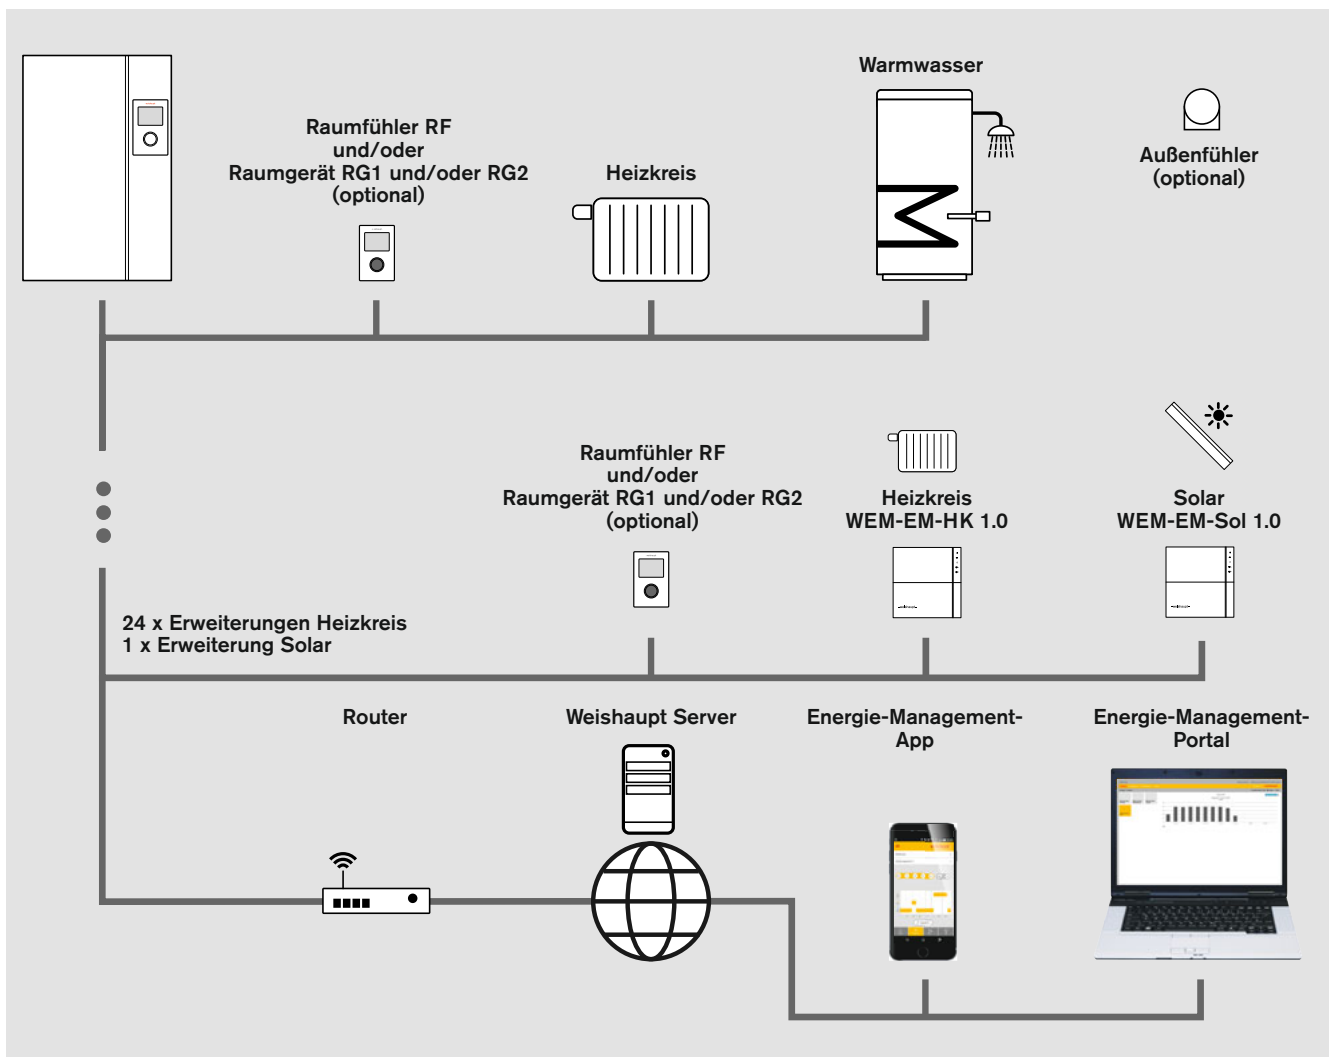 Warmwasser
Raumfühler RF
und/oder
Raumgerät RG1 und/oder RG2
(optional)
Heizkreis
Außenfühler
(optional)
Raumfühler RF
und/oder
Raumgerät RG1 und/oder RG2
(optional)
Heizkreis
WEM-EM-HK 1.0
Solar
WEM-EM-Sol 1.0
24 x Erweiterungen Heizkreis
1 x Erweiterung Solar
Router
Weishaupt Server
Energie-Management-
App
Energie-Management-
Portal